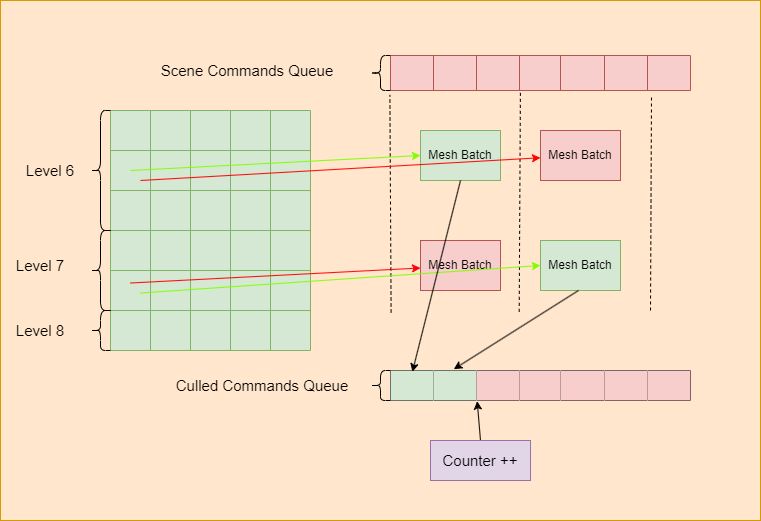 Scene Commands Queue
Level 6
Mesh Batch
Mesh Batch
Level 7
Mesh Batch
Mesh Batch
Level 8
Culled Commands Queue
Counter ++